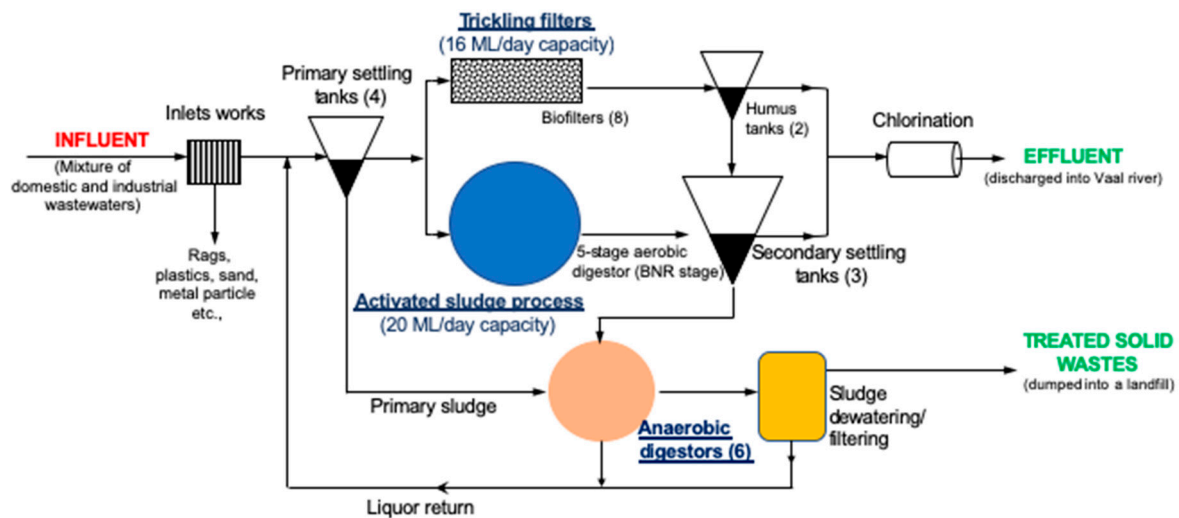 Trickling filters
(16 ML/day capacity)
Primary settling
tanks (4)
Inlets works
INFLUENT
(Mixture of
domestic and industrial
wastewaters)
Rags,
plastics, sand,
metal particle
etc.,
Biofilters (8)
Humus
tanks (2)
Chlorination
EFFLUENT
(discharged into Vaal river)
5-stage aerobic
digestor (BNR stage)
Secondary settling
tanks (3)
Activated sludge process
(20 ML/day capacity)
TREATED SOLID
WASTES
(dumped into a landfill)
Primary sludge
Sludge
dewatering/
filtering
Anaerobic
digestors (6)
Liquor return